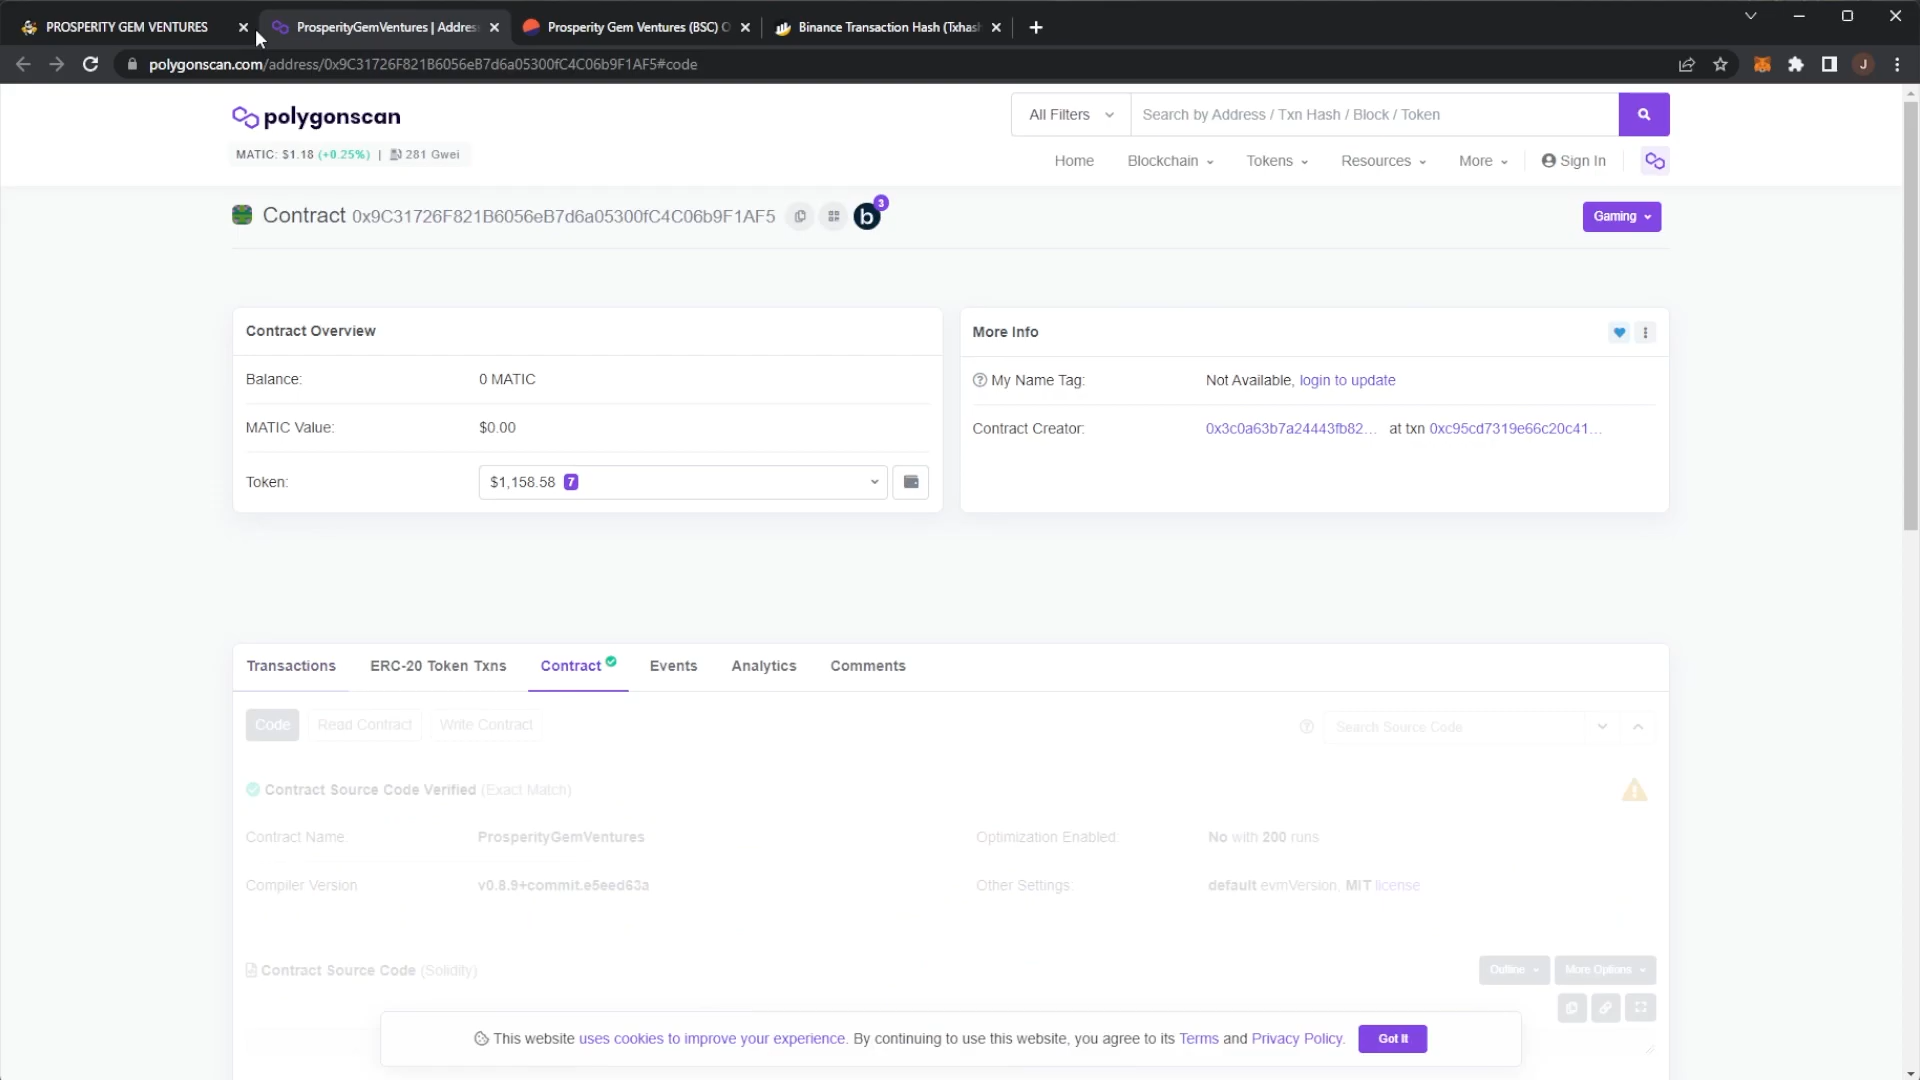 PROSPERITY GEM VENTURES
ProsperityGemVentures | Address
Prosperity Gem Ventures (BSC) O
Binance Transaction Hash (Txhash
polygonscan.com/address/0x9C31726F821B6056eB7d6a05300fC4C06b9F1AF5#code
J
polygonscan
All Filters
Search by Address / Txn Hash / Block / Token
MATIC: $1.18 (+0.25%) | 281 Gwei
Home Blockchain Tokens Resources More Sign In
Contract 0x9C31726F821B6056eB7d6a05300fC4C06b9F1AF5
b 3
Gaming
Contract Overview
Balance: 0 MATIC
MATIC Value: $0.00
Token: $1,158.58 7
More Info
My Name Tag: Not Available, login to update
Contract Creator: 0x3c0a63b7a24443fb82... at txn 0xc95cd7319e66c20c41...
Transactions ERC-20 Token Txns Contract Events Analytics Comments
Code Read Contract Write Contract
Search Source Code
Contract Source Code Verified (Exact Match)
Contract Name ProsperityGemVentures
Optimization Enabled: No with 200 runs
Compiler Version v0.8.9+commit.e5eed63a
Other Settings: default evmVersion, MIT license
Contract Source Code (Solidity)
Outline More Options
This website uses cookies to improve your experience. By continuing to use this website, you agree to its Terms and Privacy Policy.
Got It